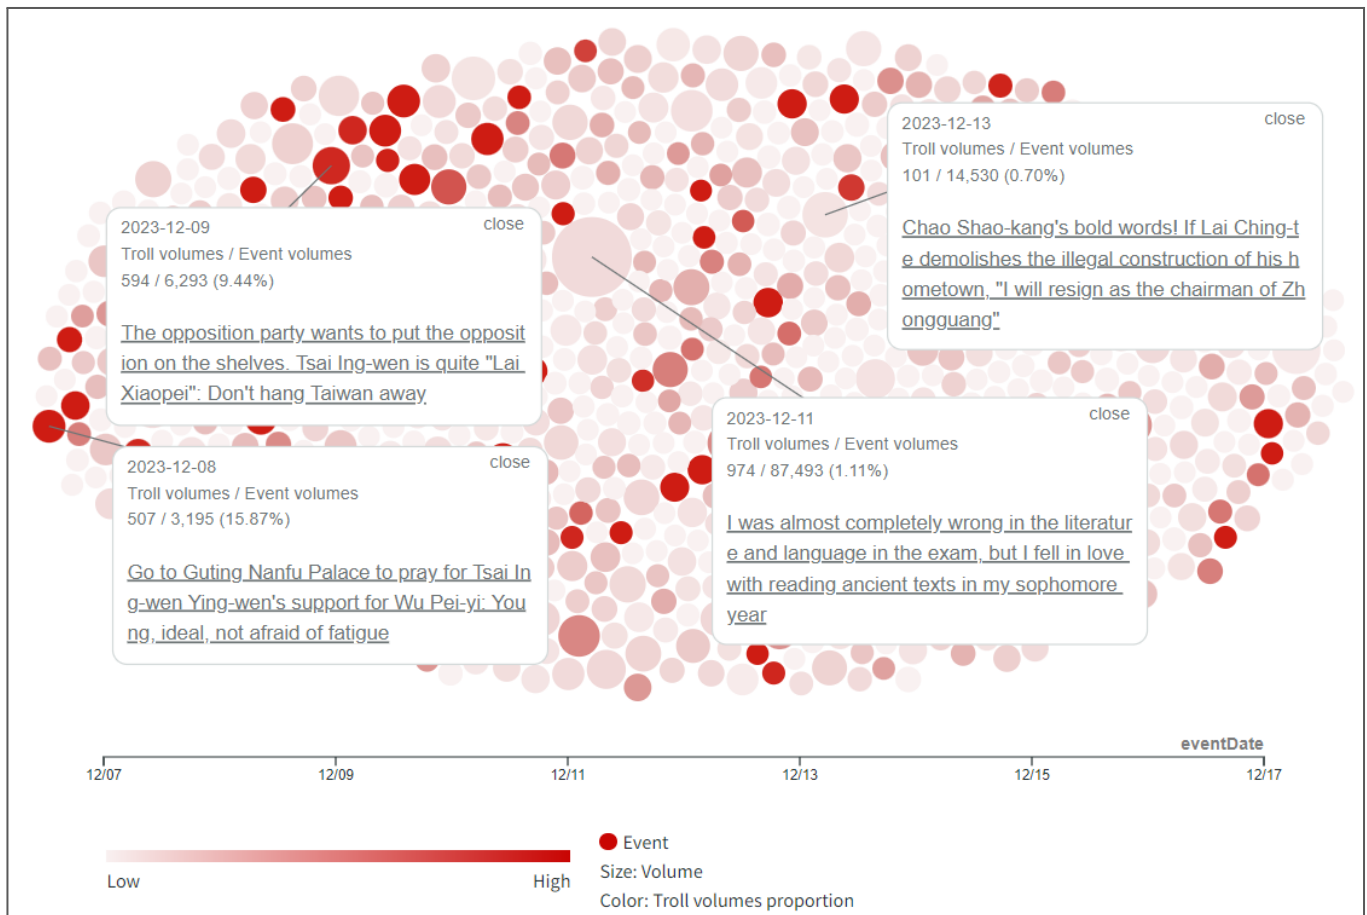 2023-12-13
close
Troll volumes / Event volumes
101 / 14,530 (0.70%)
Chao Shao-kang's bold words! If Lai Ching-t
e demolishes the illegal construction of his h
ometown, "I will resign as the chairman of Zh
ongguang"
2023-12-09
close
Troll volumes / Event volumes
594 / 6,293 (9.44%)
The opposition party wants to put the opposit
ion on the shelves. Tsai Ing-wen is quite "Lai
Xiaopei": Don't hang Taiwan away
2023-12-11
close
Troll volumes / Event volumes
974 / 87,493 (1.11%)
I was almost completely wrong in the literatur
e and language in the exam, but I fell in love
with reading ancient texts in my sophomore
year
2023-12-08
close
Troll volumes / Event volumes
507 / 3,195 (15.87%)
Go to Guting Nanfu Palace to pray for Tsai In
g-wen Ying-wen's support for Wu Pei-yi: You
ng, ideal, not afraid of fatigue
eventDate
12/07
12/09
12/11
12/13
12/15
12/17
Low
High
Event
Size: Volume
Color: Troll volumes proportion